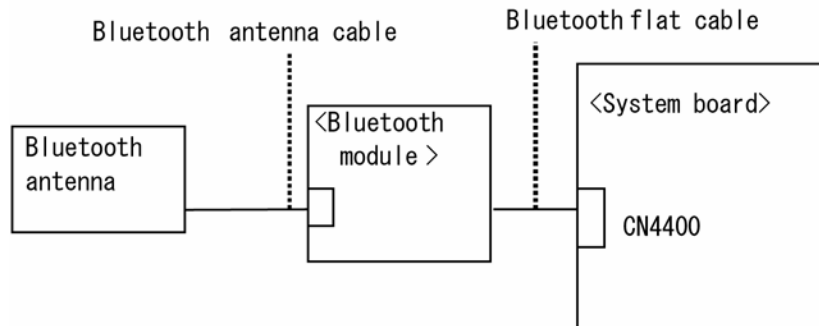 Bluetooth antenna cable
Bluetooth flat cable
Bluetooth
antenna
<Bluetooth
module >
<System board>
CN4400